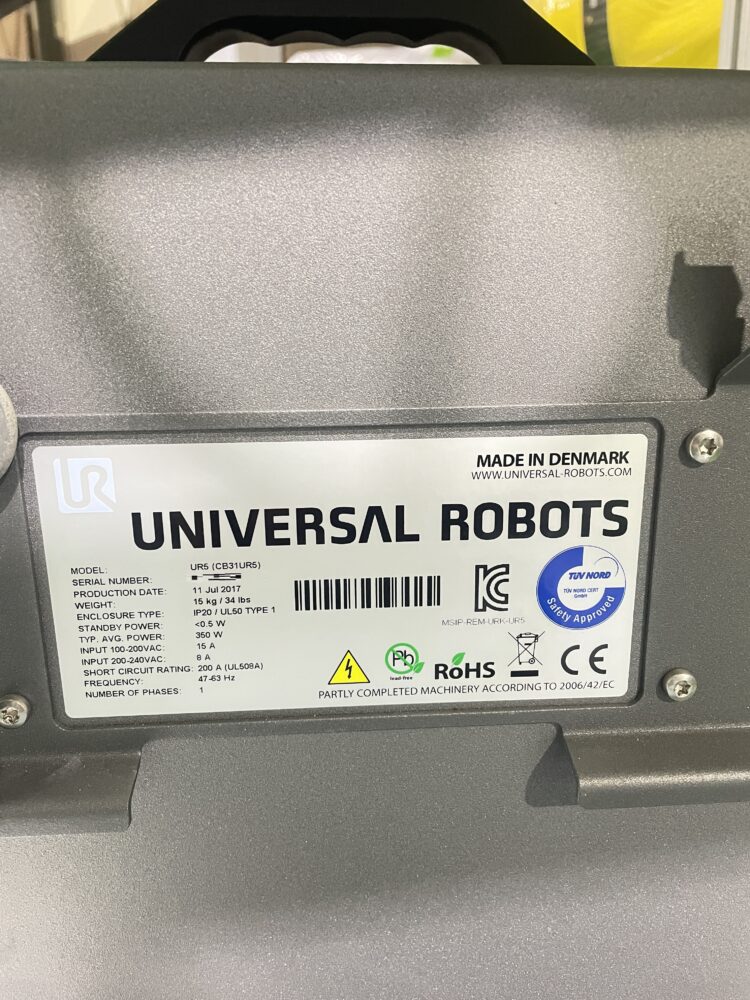 UR
MADE IN DENMARK
WWW.UNIVERSAL-ROBOTS.COM
UNIVERSAL ROBOTS
MODEL: UR5 (CB31UR5)
SERIAL NUMBER:
PRODUCTION DATE: 11 Jul 2017
WEIGHT: 15 kg / 34 lbs
ENCLOSURE TYPE: IP20 / UL50 TYPE 1
STANDBY POWER: <0.5 W
TYP. AVG. POWER: 350 W
INPUT 100-200VAC: 15 A
INPUT 200-240VAC: 8 A
SHORT CIRCUIT RATING: 200 A (UL508A)
FREQUENCY: 47-63 Hz
NUMBER OF PHASES: 1
MSIP-REM-URK-UR5
TÜV NORD
TÜV NORD CERT
GmbH
Safety Approved
Pb
lead-free
RoHS
CE
PARTLY COMPLETED MACHINERY ACCORDING TO 2006/42/EC